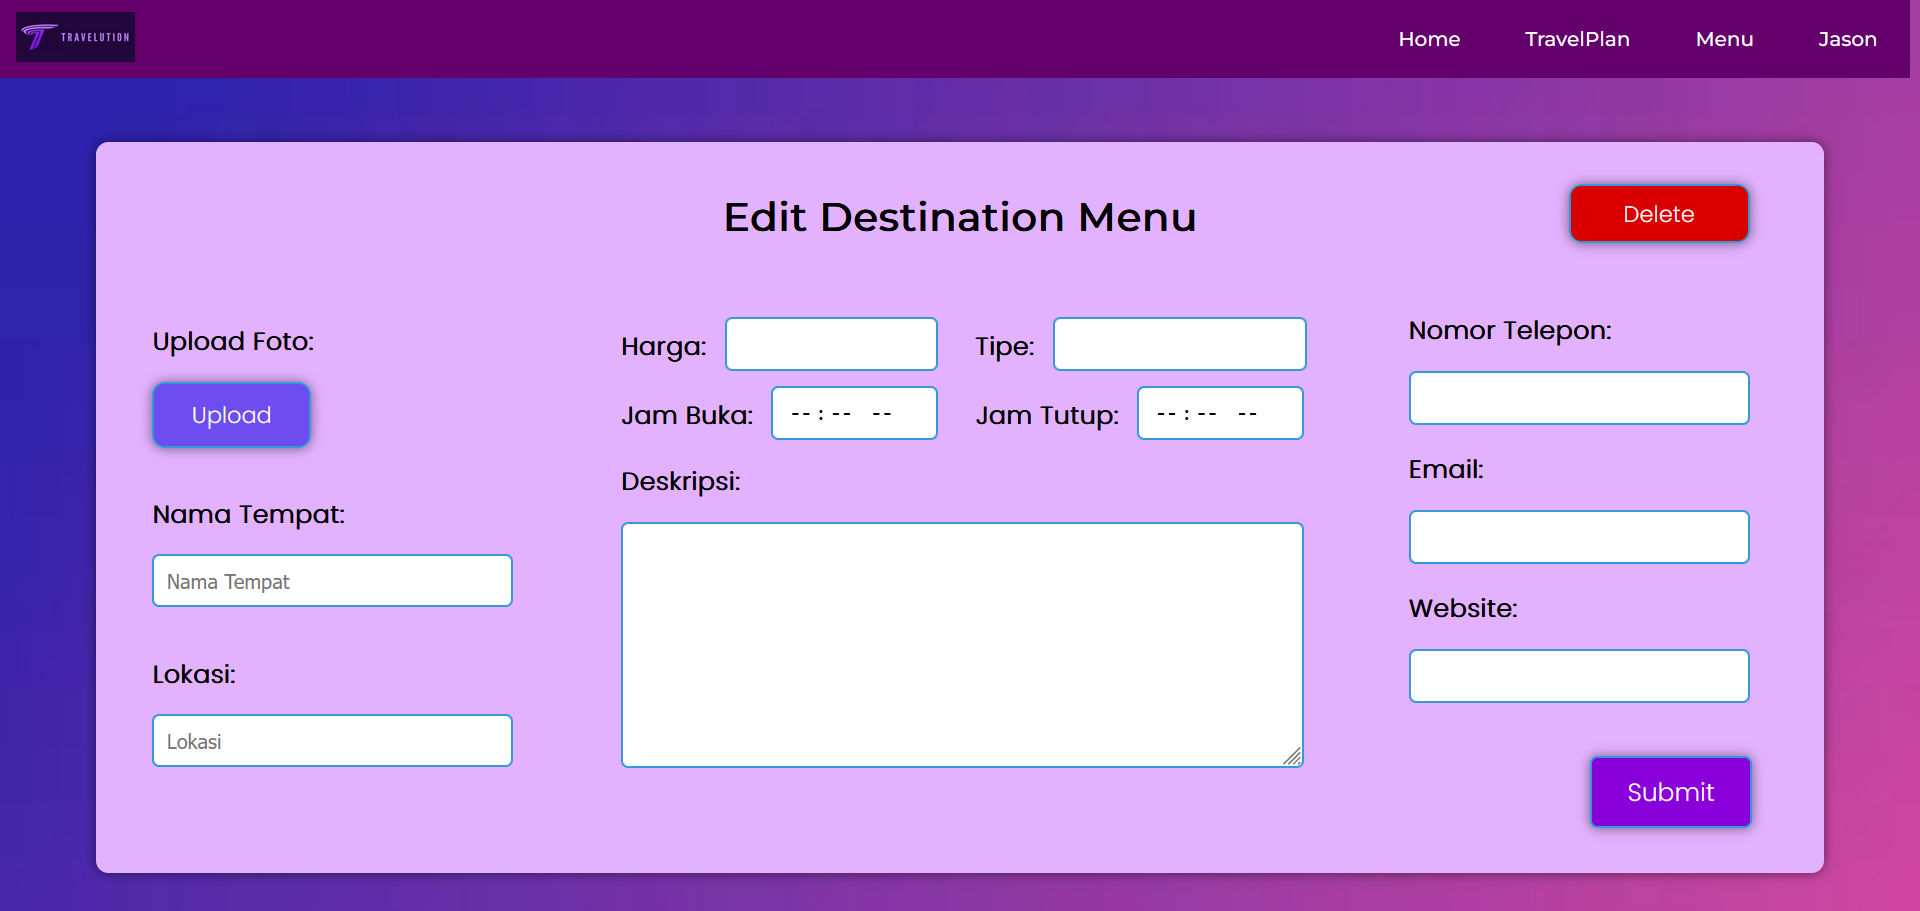 TRAVELUTION
Home TravelPlan Menu Jason
Edit Destination Menu
Delete
Upload Foto:
Upload
Nama Tempat:
Nama Tempat
Lokasi:
Lokasi
Harga: Tipe:
Jam Buka: --:-- -- Jam Tutup: --:-- --
Deskripsi:
Nomor Telepon:
Email:
Website:
Submit